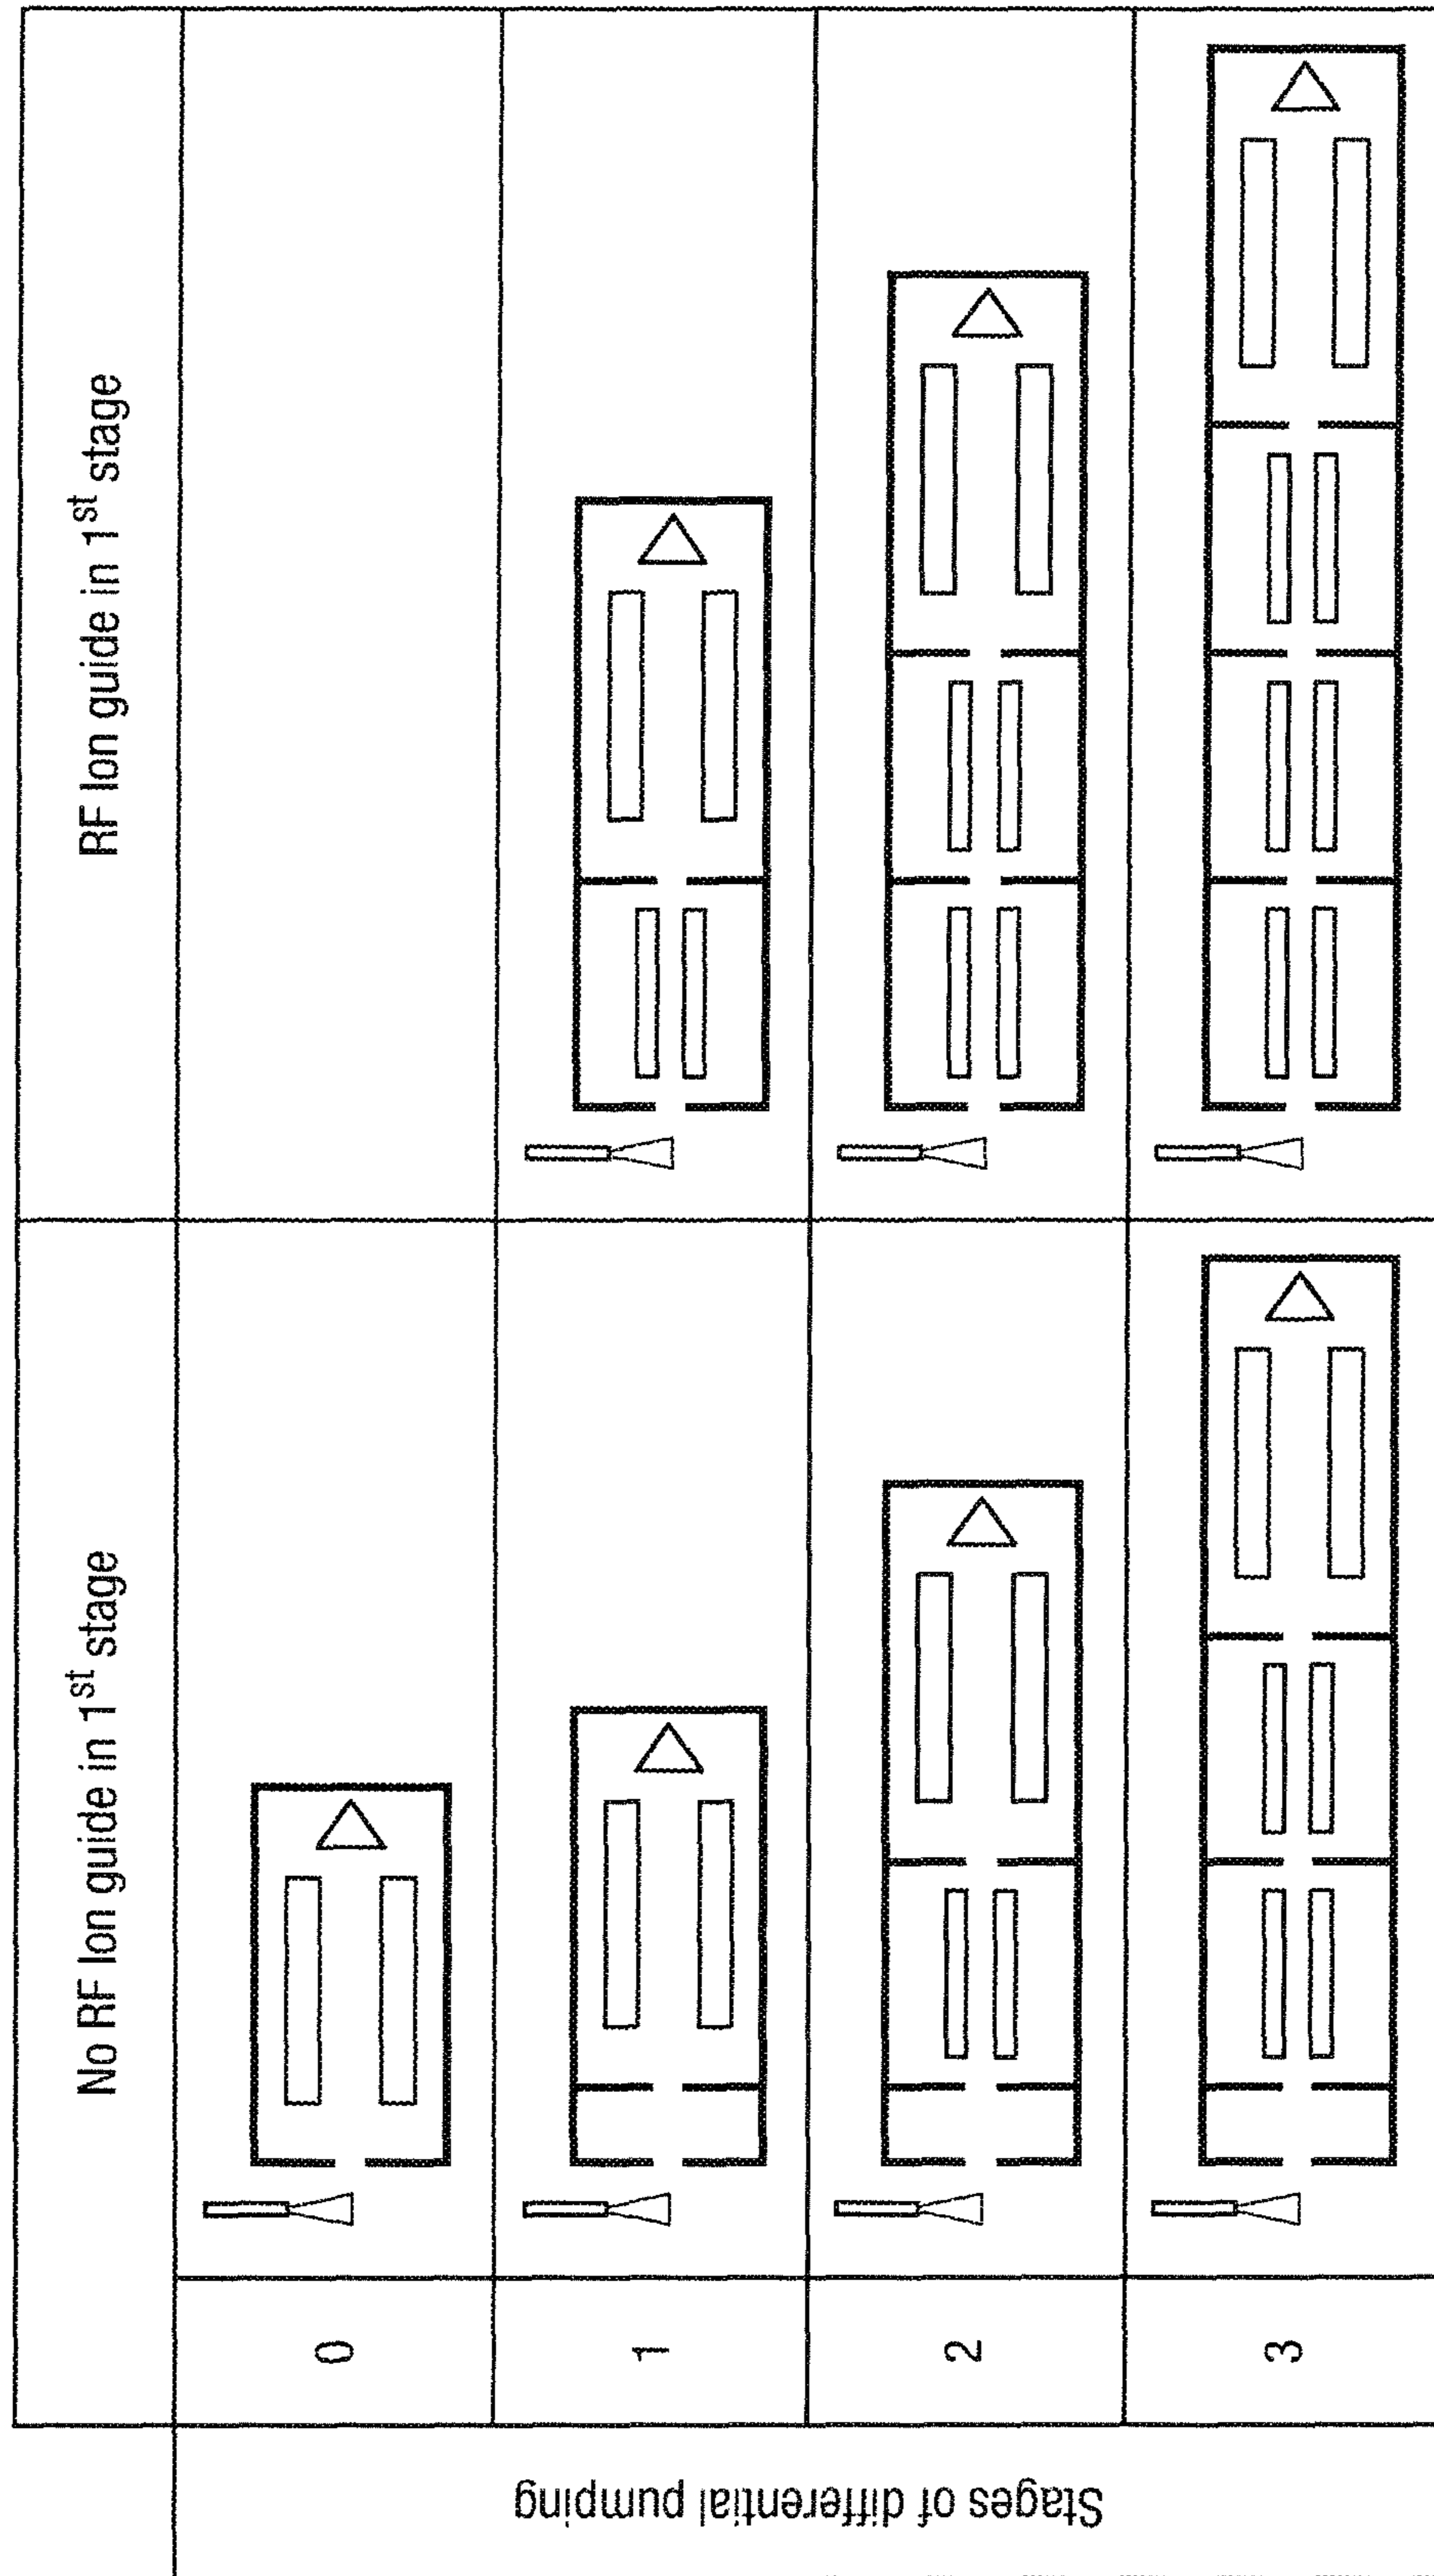 No RF Ion guide in 1st stage
RF Ion guide in 1st stage
Stages of differential pumping
0
1
2
3